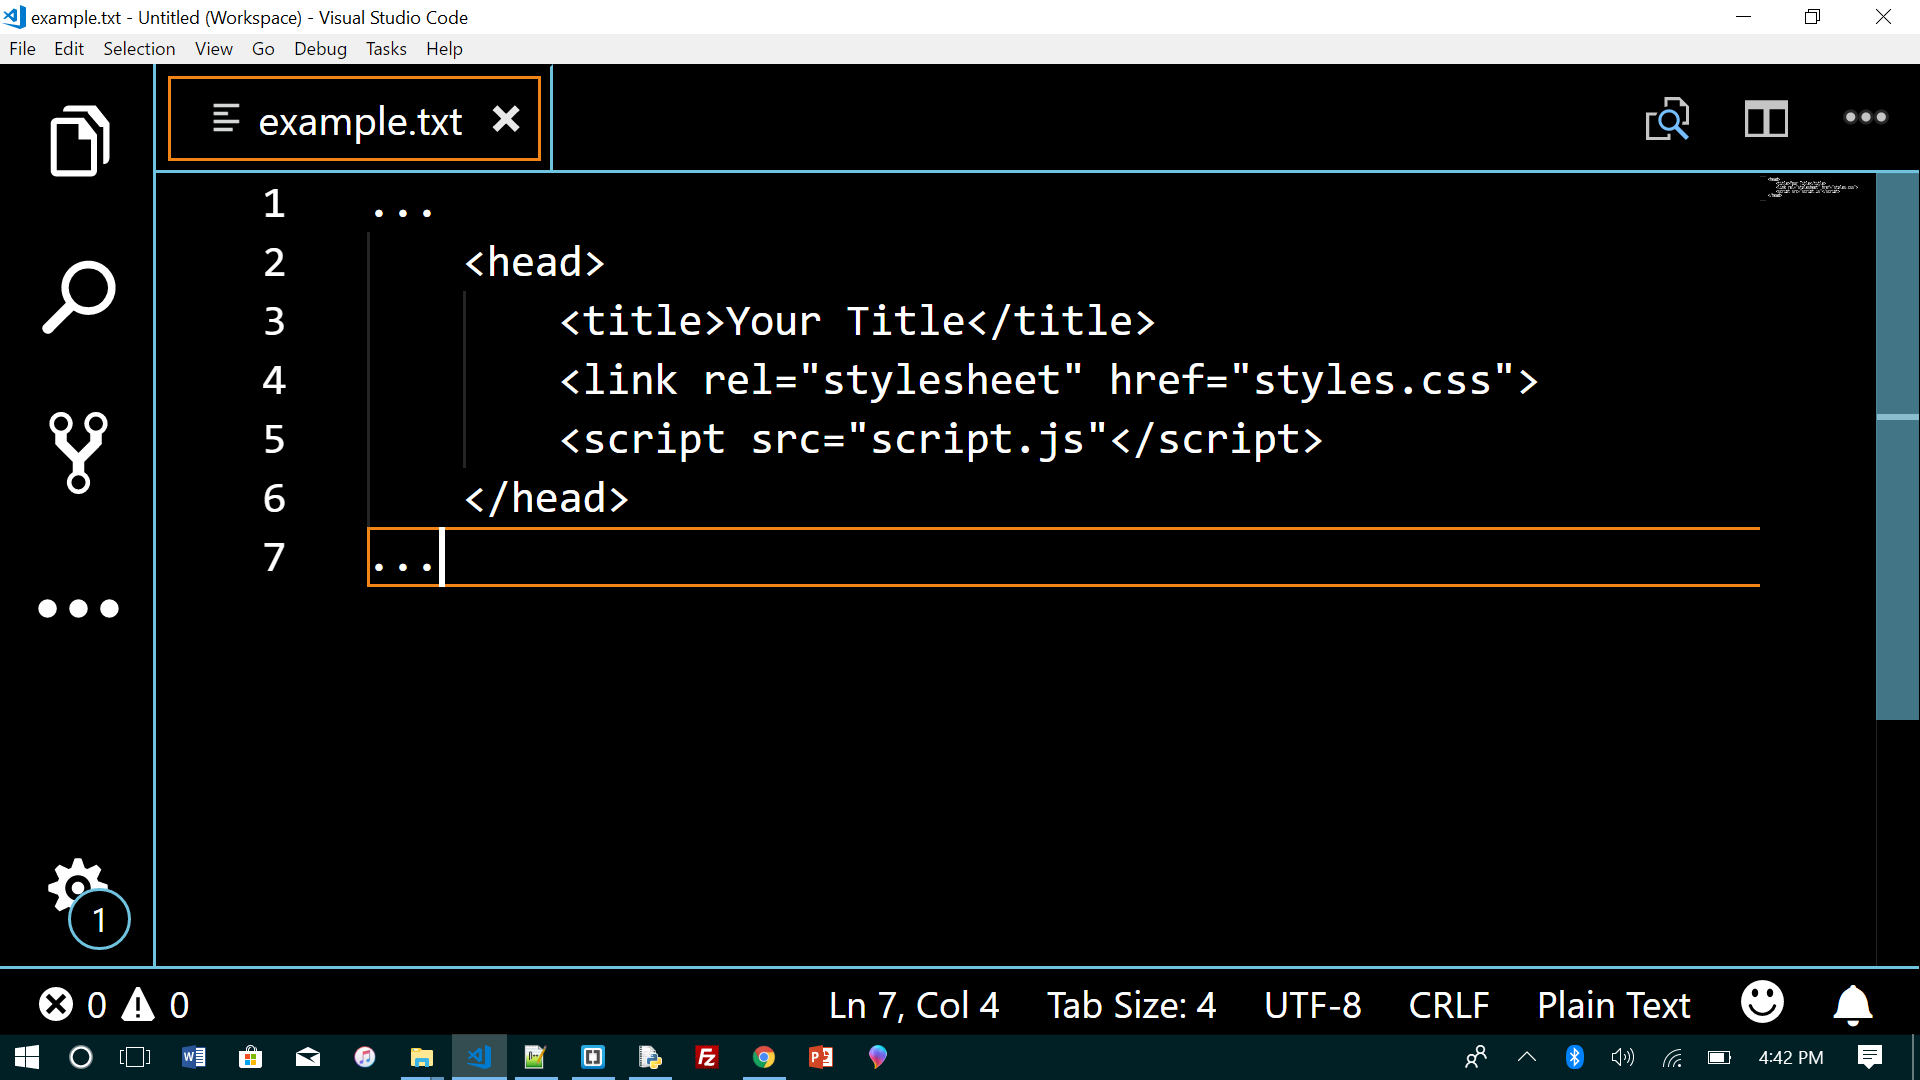 example.txt - Untitled (Workspace) - Visual Studio Code
File Edit Selection View Go Debug Tasks Help
example.txt
1 ...
2 <head>
3 <title>Your Title</title>
4 <link rel="stylesheet" href="styles.css">
5 <script src="script.js"</script>
6 </head>
7 ...
1
0 0 Ln 7, Col 4 Tab Size: 4 UTF-8 CRLF Plain Text
4:42 PM